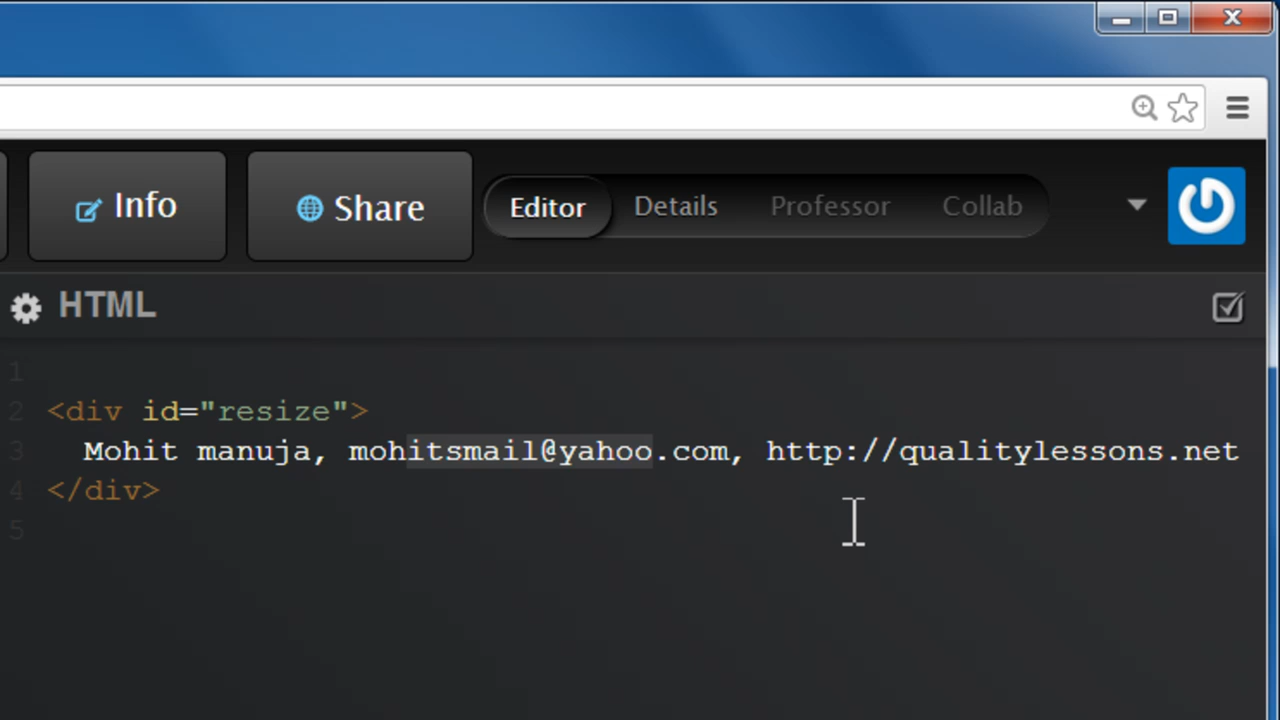 Info Share Editor Details Professor Collab
HTML
1
2 <div id="resize">
3 Mohit manuja, mohitsmail@yahoo.com, http://qualitylessons.net
4 </div>
5